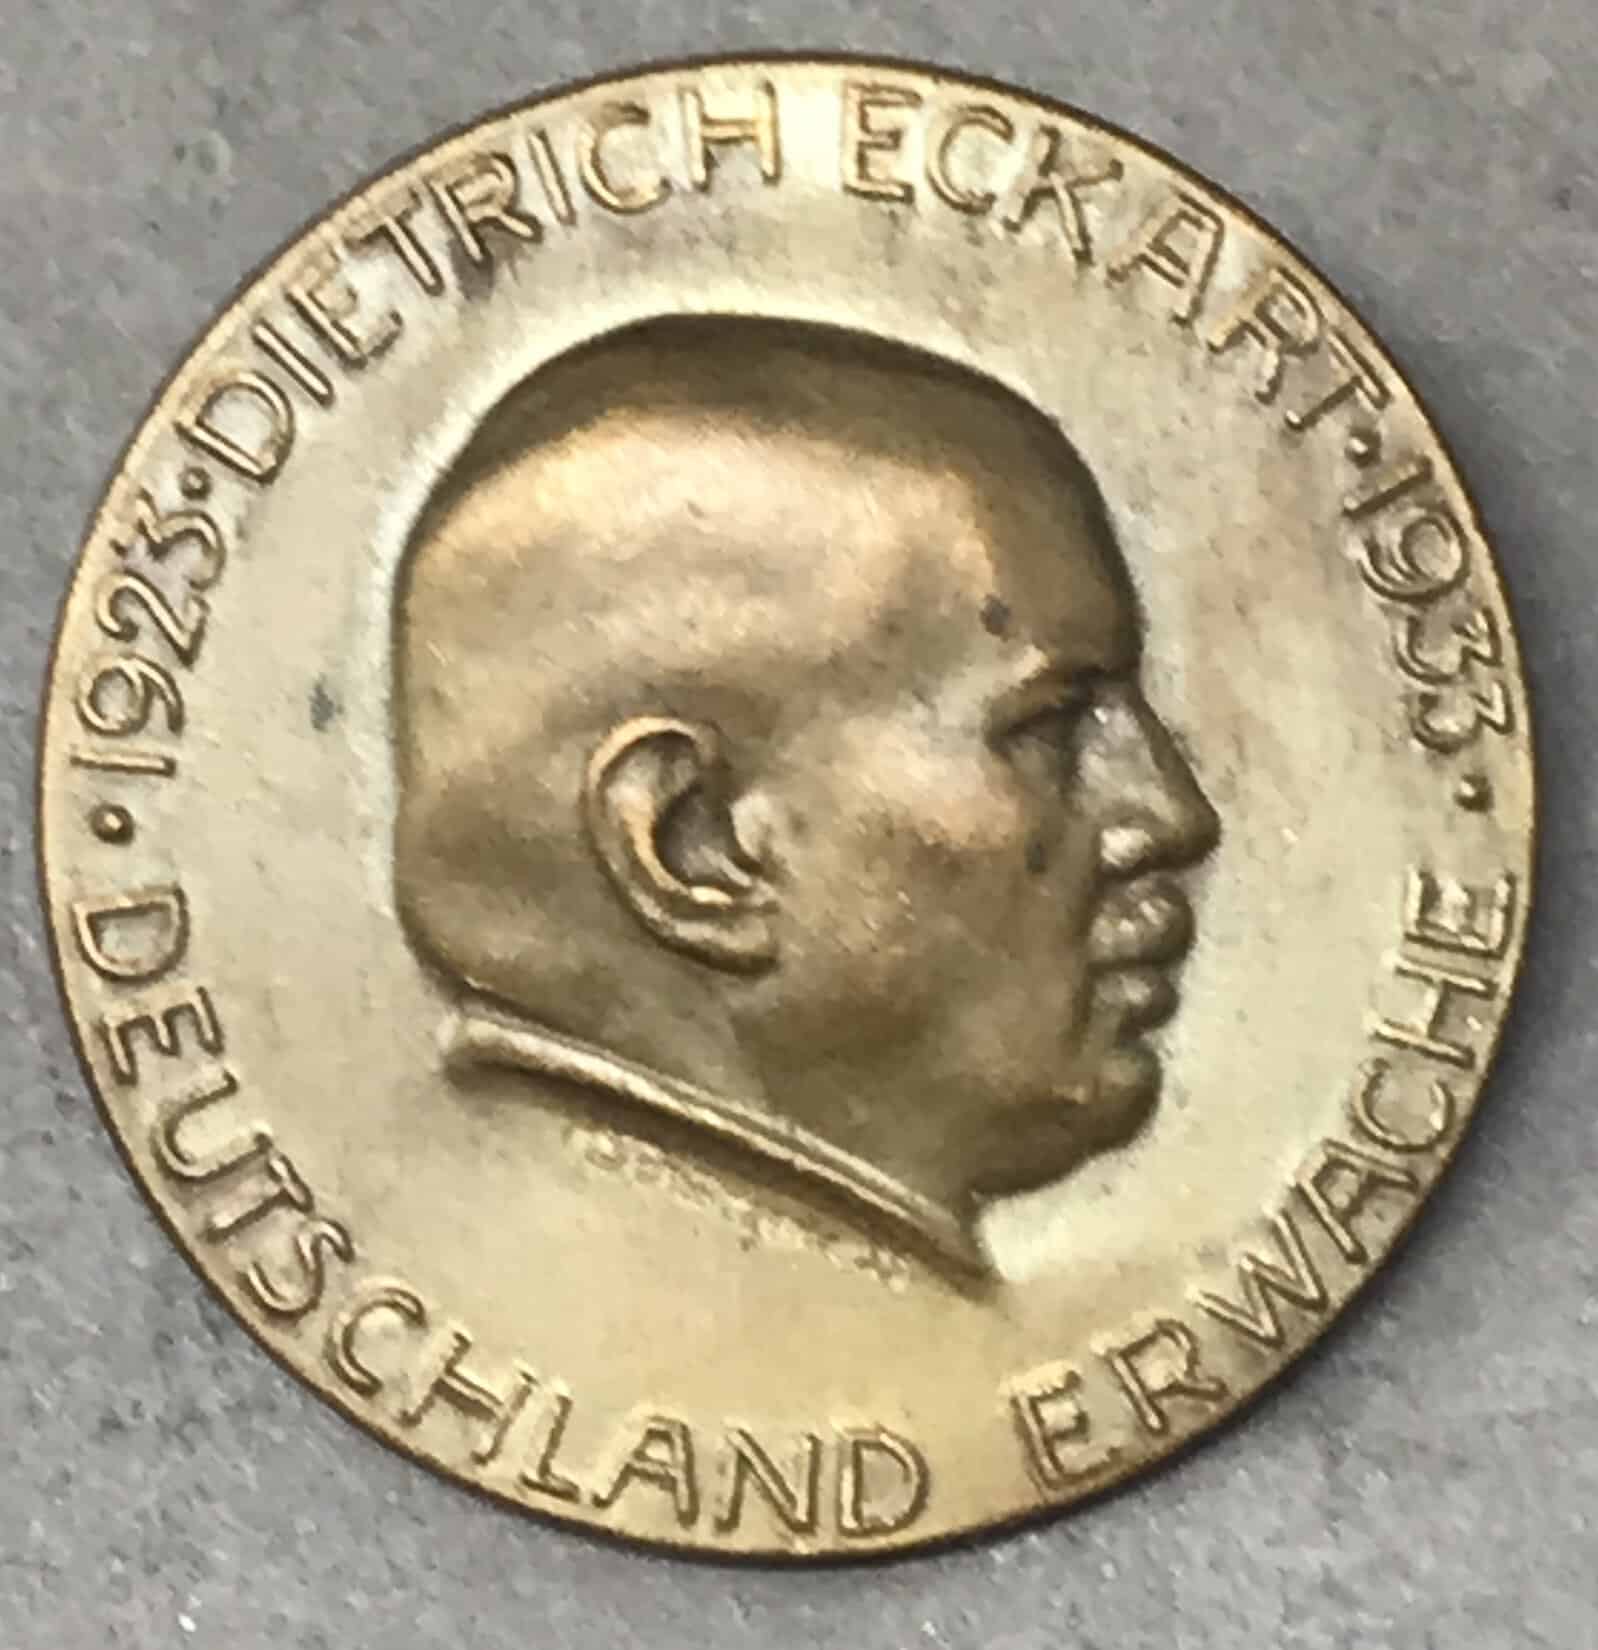 · 1923 · DIETRICH ECKART · 1933 ·
DEUTSCHLAND ERWACHE